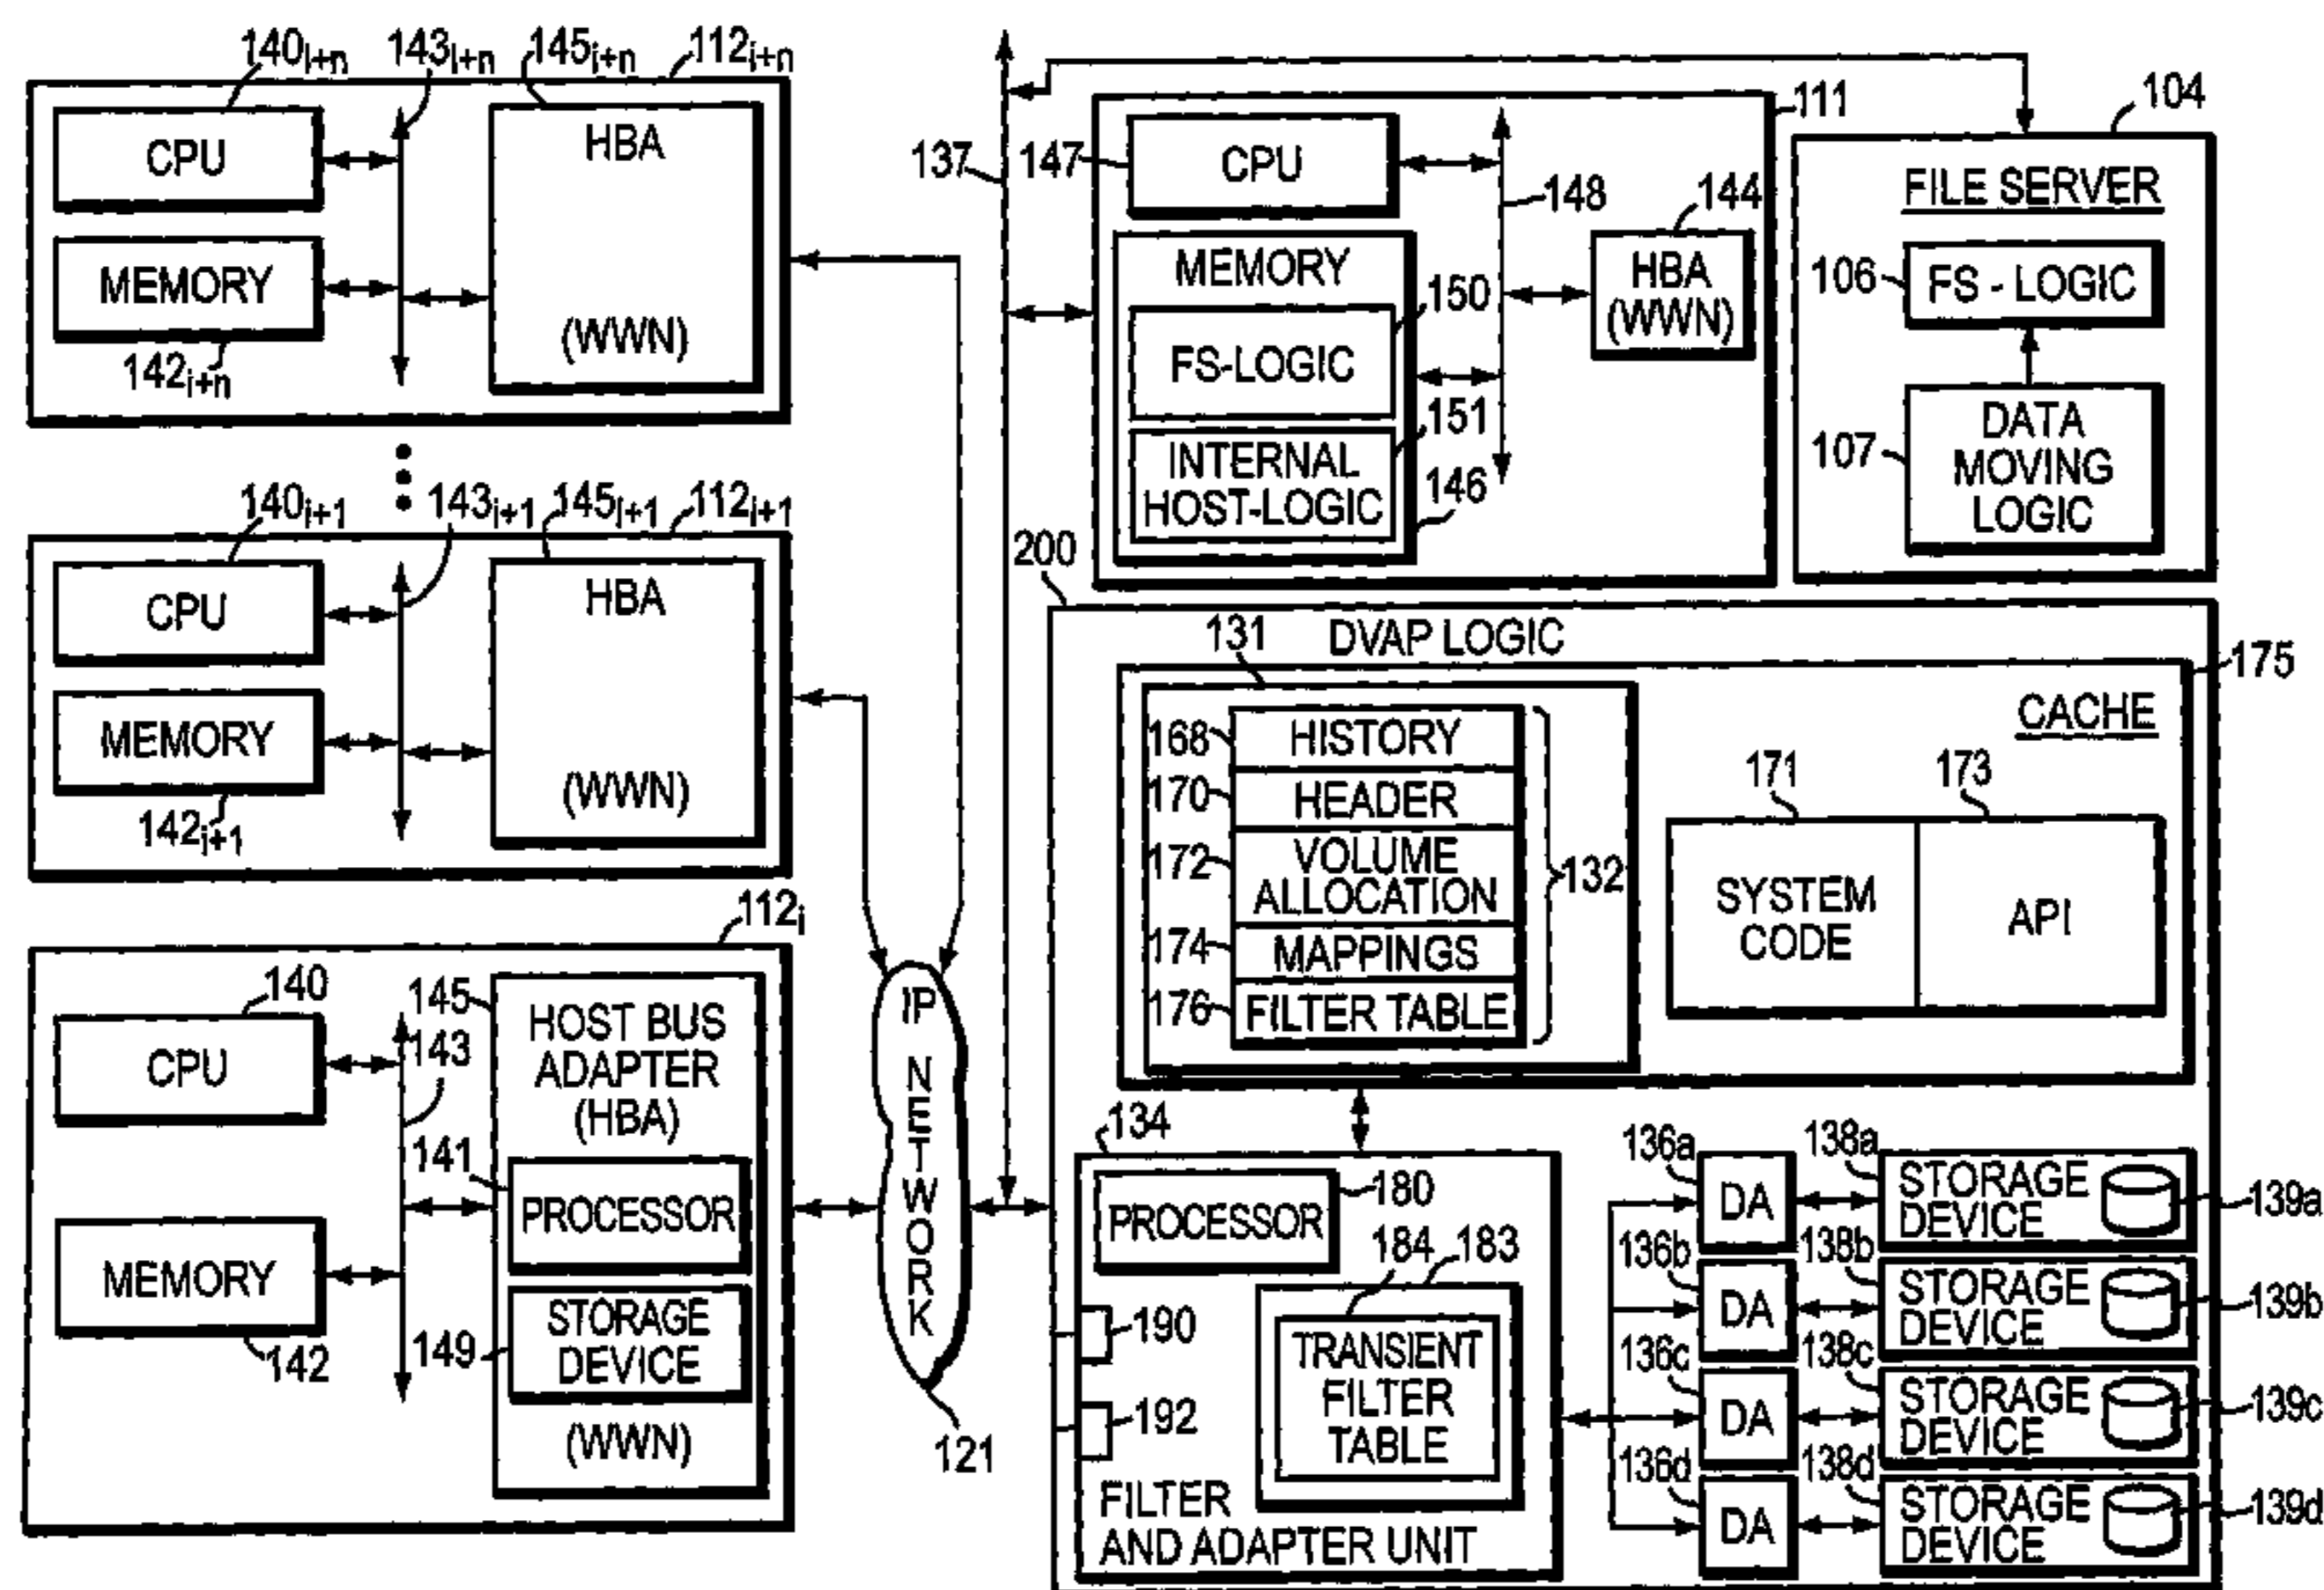 140i+n 143i+n 145i+n 112i+n
CPU
HBA
MEMORY
(WWN)
142i+n
140i+1 143i+1 145i+1 112i+1
CPU
HBA
MEMORY
(WWN)
142i+1
112i
140
145
CPU
143
HOST BUS
ADAPTER
(HBA)
141
PROCESSOR
MEMORY
142
149
STORAGE
DEVICE
(WWN)
IP
NETWORK
121
137
111
147
CPU
148
144
MEMORY
HBA
(WWN)
150
FS-LOGIC
151
INTERNAL
HOST-LOGIC
146
104
FILE SERVER
106
FS - LOGIC
107
DATA
MOVING
LOGIC
200
DVAP LOGIC
175
131
CACHE
168 HISTORY
170 HEADER
172 VOLUME
ALLOCATION
174 MAPPINGS
176 FILTER TABLE
132
171 173
SYSTEM
CODE
API
134
PROCESSOR
180
184 183
TRANSIENT
FILTER
TABLE
190
192
FILTER
AND ADAPTER UNIT
136a 138a
DA
STORAGE
DEVICE
139a
136b 138b
DA
STORAGE
DEVICE
139b
136c 138c
DA
STORAGE
DEVICE
139c
136d 138d
DA
STORAGE
DEVICE
139d